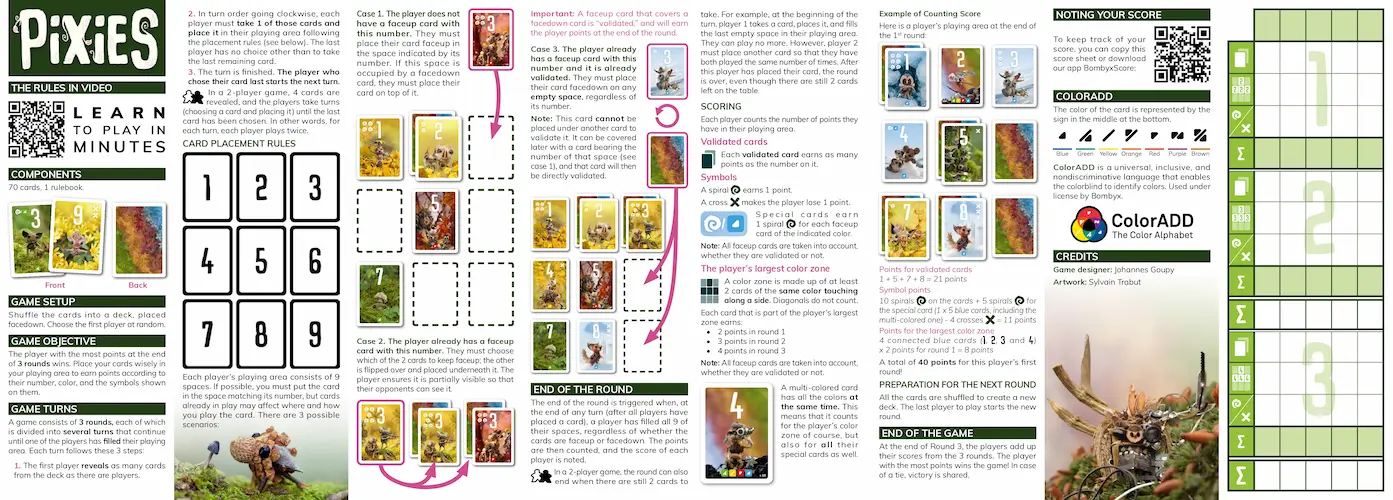 PiXiES
THE RULES IN VIDEO
LEARN
TO PLAY IN
MINUTES
COMPONENTS
70 cards, 1 rulebook.
3
9
Front
Back
GAME SETUP
Shuffle the cards into a deck, placed
facedown. Choose the first player at random.
GAME OBJECTIVE
The player with the most points at the end
of 3 rounds wins. Place your cards wisely in
your playing area to earn points according to
their number, color, and the symbols shown
on them.
GAME TURNS
A game consists of 3 rounds, each of which
is divided into several turns that continue
until one of the players has filled their playing
area. Each turn follows these 3 steps:
1. The first player reveals as many cards
from the deck as there are players.
2. In turn order going clockwise, each
player must take 1 of those cards and
place it in their playing area following
the placement rules (see below). The last
player has no choice other than to take
the last remaining card.
3. The turn is finished. The player who
chose their card last starts the next turn.
In a 2-player game, 4 cards are
revealed, and the players take turns
(choosing a card and placing it) until the last
card has been chosen. In other words, for
each turn, each player plays twice.
CARD PLACEMENT RULES
1 2 3
4 5 6
7 8 9
Each player's playing area consists of 9
spaces. If possible, you must put the card
in the space matching its number, but cards
already in play may affect where and how
you play the card. There are 3 possible
scenarios:
Case 1. The player does not
have a faceup card with
this number. They must
place their card faceup in
the space indicated by its
number. If this space is
occupied by a facedown
card, they must place their
card on top of it.
3
1 2
5
7
Case 2. The player already has a faceup
card with this number. They must choose
which of the 2 cards to keep faceup; the other
is flipped over and placed underneath it. The
player ensures it is partially visible so that
their opponents can see it.
2
1 2 3
Important: A faceup card that covers a
facedown card is "validated," and will earn
the player points at the end of the round.
Case 3. The player already
has a faceup card with this
number and it is already
validated. They must place
their card facedown on any
empty space, regardless of
its number.
Note: This card cannot be
placed under another card to
validate it. It can be covered
later with a card bearing the
number of that space (see
case 1), and that card will then
be directly validated.
3
1 2 3
4 5
7 8
END OF THE ROUND
The end of the round is triggered when, at
the end of any turn (after all players have
placed a card), a player has filled all 9 of
their spaces, regardless of whether the
cards are faceup or facedown. The points
are then counted, and the score of each
player is noted.
In a 2-player game, the round can also
end when there are still 2 cards to
take. For example, at the beginning of the
turn, player 1 takes a card, places it, and fills
the last empty space in their playing area.
They can play no more. However, player 2
must place another card so that they have
both played the same number of times. After
this player has placed their card, the round
is over, even though there are still 2 cards
left on the table.
SCORING
Each player counts the number of points they
have in their playing area.
Validated cards
Each validated card earns as many
points as the number on it.
Symbols
A spiral earns 1 point.
A cross makes the player lose 1 point.
Special cards earn
1 spiral for each faceup
card of the indicated color.
Note: All faceup cards are taken into account,
whether they are validated or not.
The player's largest color zone
A color zone is made up of at least
2 cards of the same color touching
along a side. Diagonals do not count.
Each card that is part of the player's largest
zone earns:
• 2 points in round 1
• 3 points in round 2
• 4 points in round 3
Note: All faceup cards are taken into account,
whether they are validated or not.
4
A multi-colored card
has all the colors at
the same time. This
means that it counts
for the player's color
zone of course, but
also for all their
special cards as well.
Example of Counting Score
Here is a player's playing area at the end of
the 1st round:
1 2 3
4 5
7 8
Points for validated cards
1 + 5 + 7 + 8 = 21 points
Symbol points
10 spirals on the cards + 5 spirals for
the special card (1 x 5 blue cards, including the
multi-colored one) - 4 crosses = 11 points
Points for the largest color zone
4 connected blue cards (1, 2, 3 and 4)
x 2 points for round 1 = 8 points
A total of 40 points for this player's first
round!
PREPARATION FOR THE NEXT ROUND
All the cards are shuffled to create a new
deck. The last player to play starts the new
round.
END OF THE GAME
At the end of Round 3, the players add up
their scores from the 3 rounds. The player
with the most points wins the game! In case
of a tie, victory is shared.
NOTING YOUR SCORE
To keep track of your
score, you can copy this
score sheet or download
our app BombyxScore:
COLORADD
The color of the card is represented by the
sign in the middle at the bottom.
Blue Green Yellow Orange Red Purple Brown
ColorADD is a universal, inclusive, and
nondiscriminative language that enables
the colorblind to identify colors. Used under
license by Bombyx.
ColorADD
The Color Alphabet
CREDITS
Game designer: Johannes Goupy
Artwork: Sylvain Trabut
1
Σ
2
Σ
Σ
3
Σ
Σ